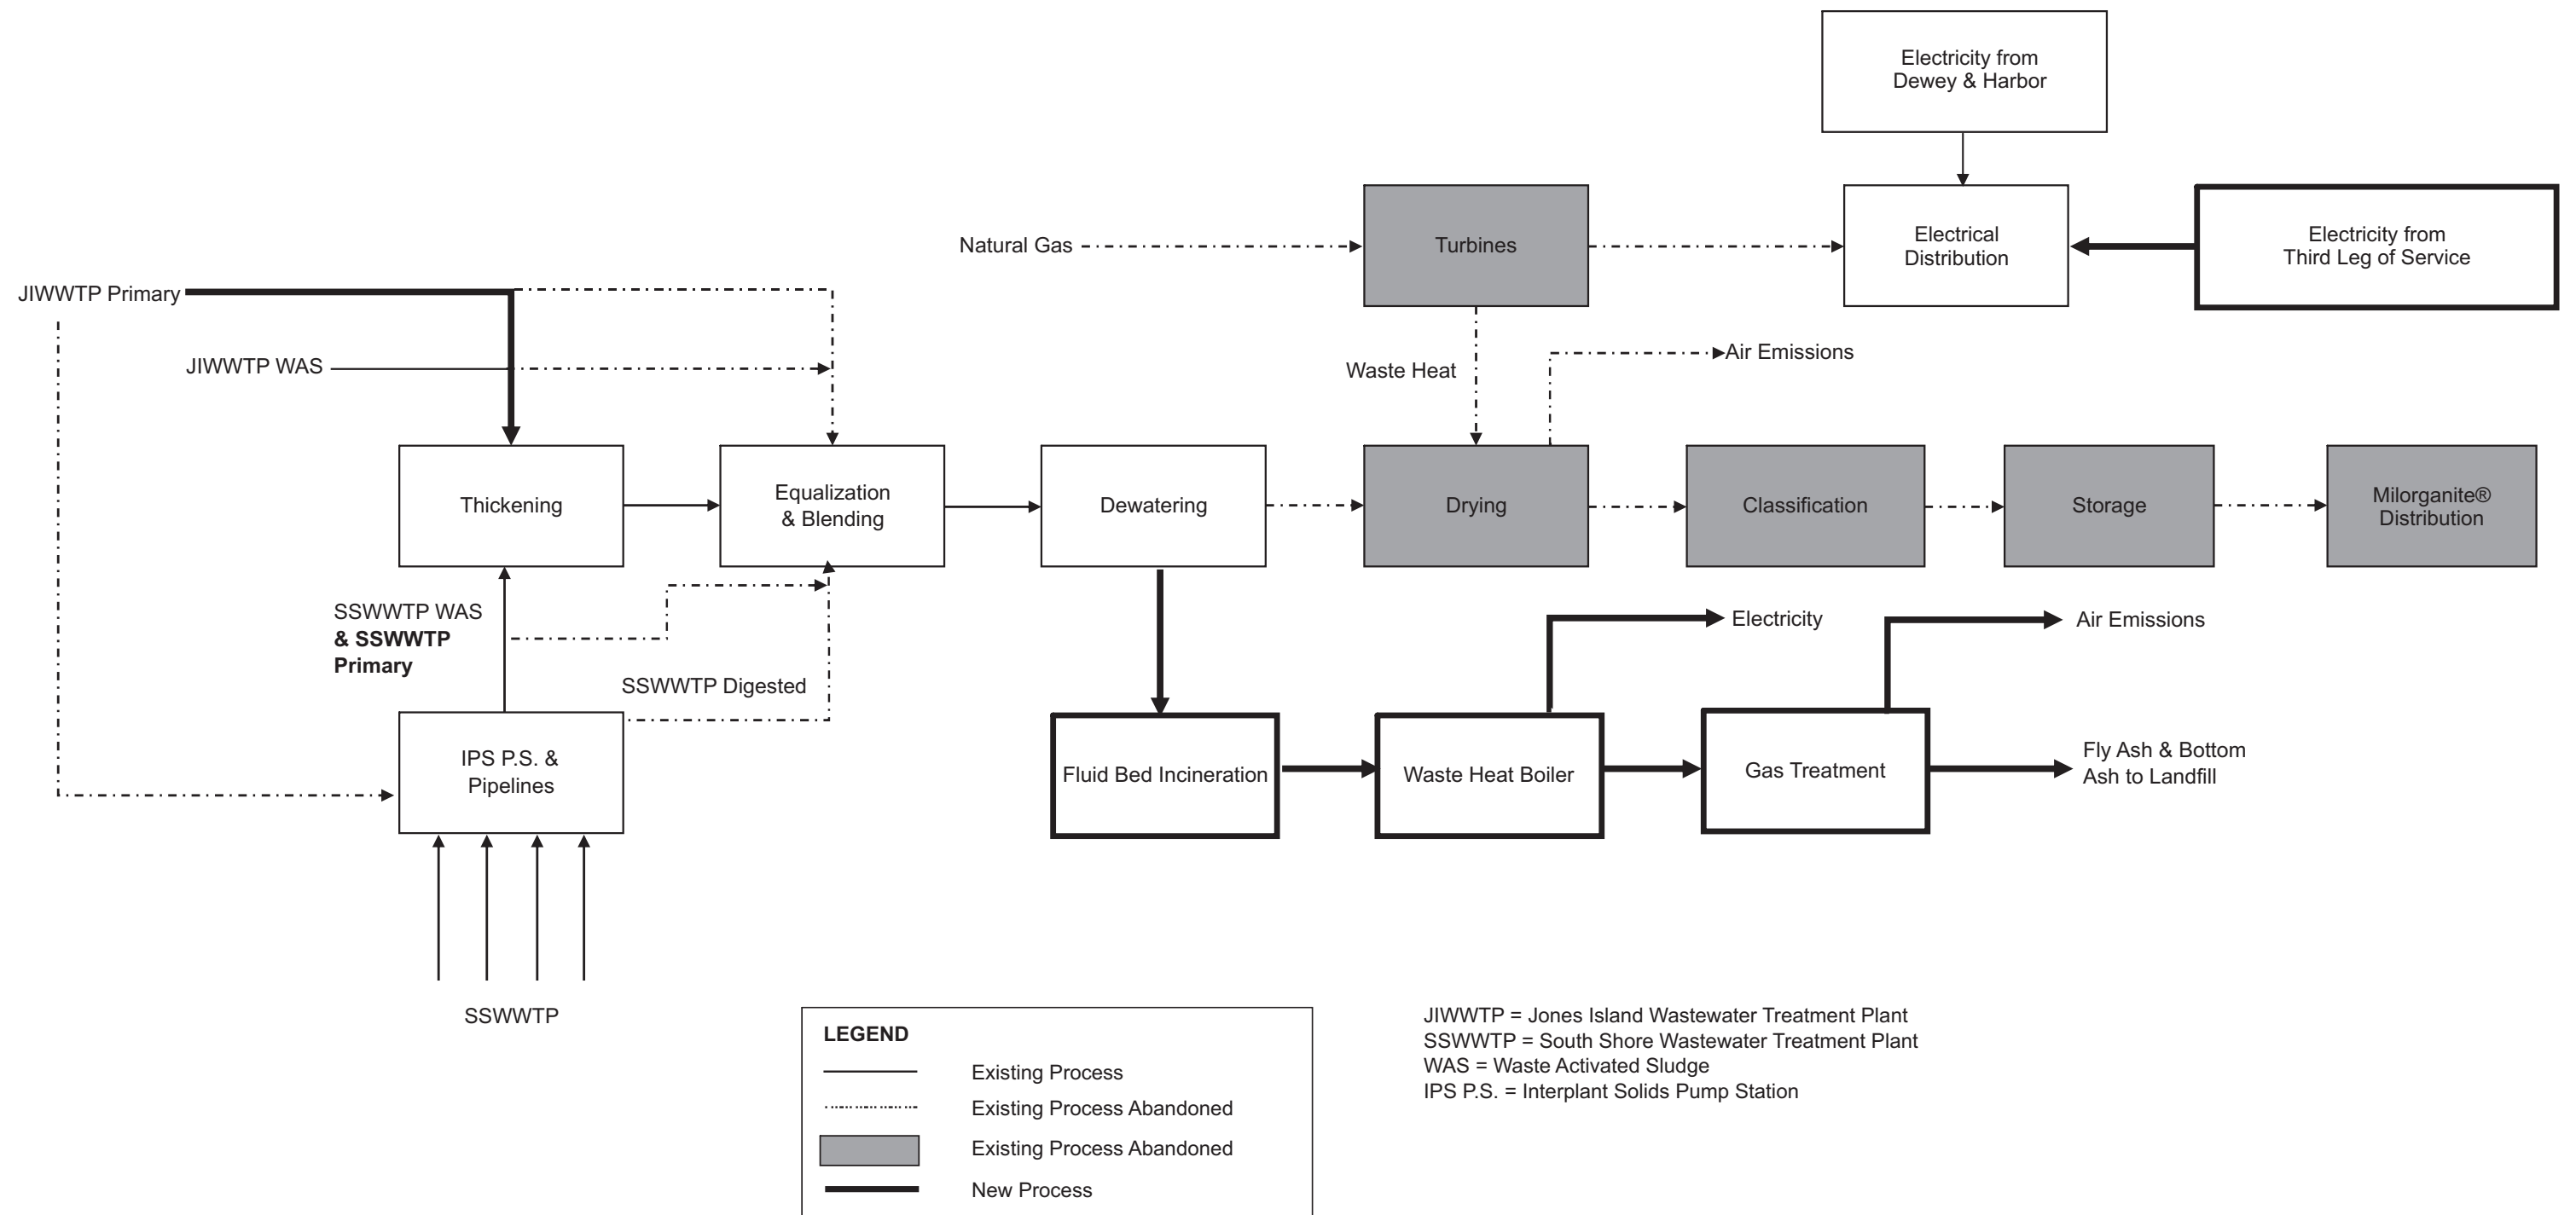 Electricity from
Dewey & Harbor
Natural Gas
Turbines
Electrical
Distribution
Electricity from
Third Leg of Service
JIWWTP Primary
JIWWTP WAS
Waste Heat
Air Emissions
Thickening
Equalization
& Blending
Dewatering
Drying
Classification
Storage
Milorganite®
Distribution
SSWWTP WAS
& SSWWTP
Primary
SSWWTP Digested
Electricity
Air Emissions
IPS P.S. &
Pipelines
Fluid Bed Incineration
Waste Heat Boiler
Gas Treatment
Fly Ash & Bottom
Ash to Landfill
SSWWTP
LEGEND
Existing Process
Existing Process Abandoned
Existing Process Abandoned
New Process
JIWWTP = Jones Island Wastewater Treatment Plant
SSWWTP = South Shore Wastewater Treatment Plant
WAS = Waste Activated Sludge
IPS P.S. = Interplant Solids Pump Station